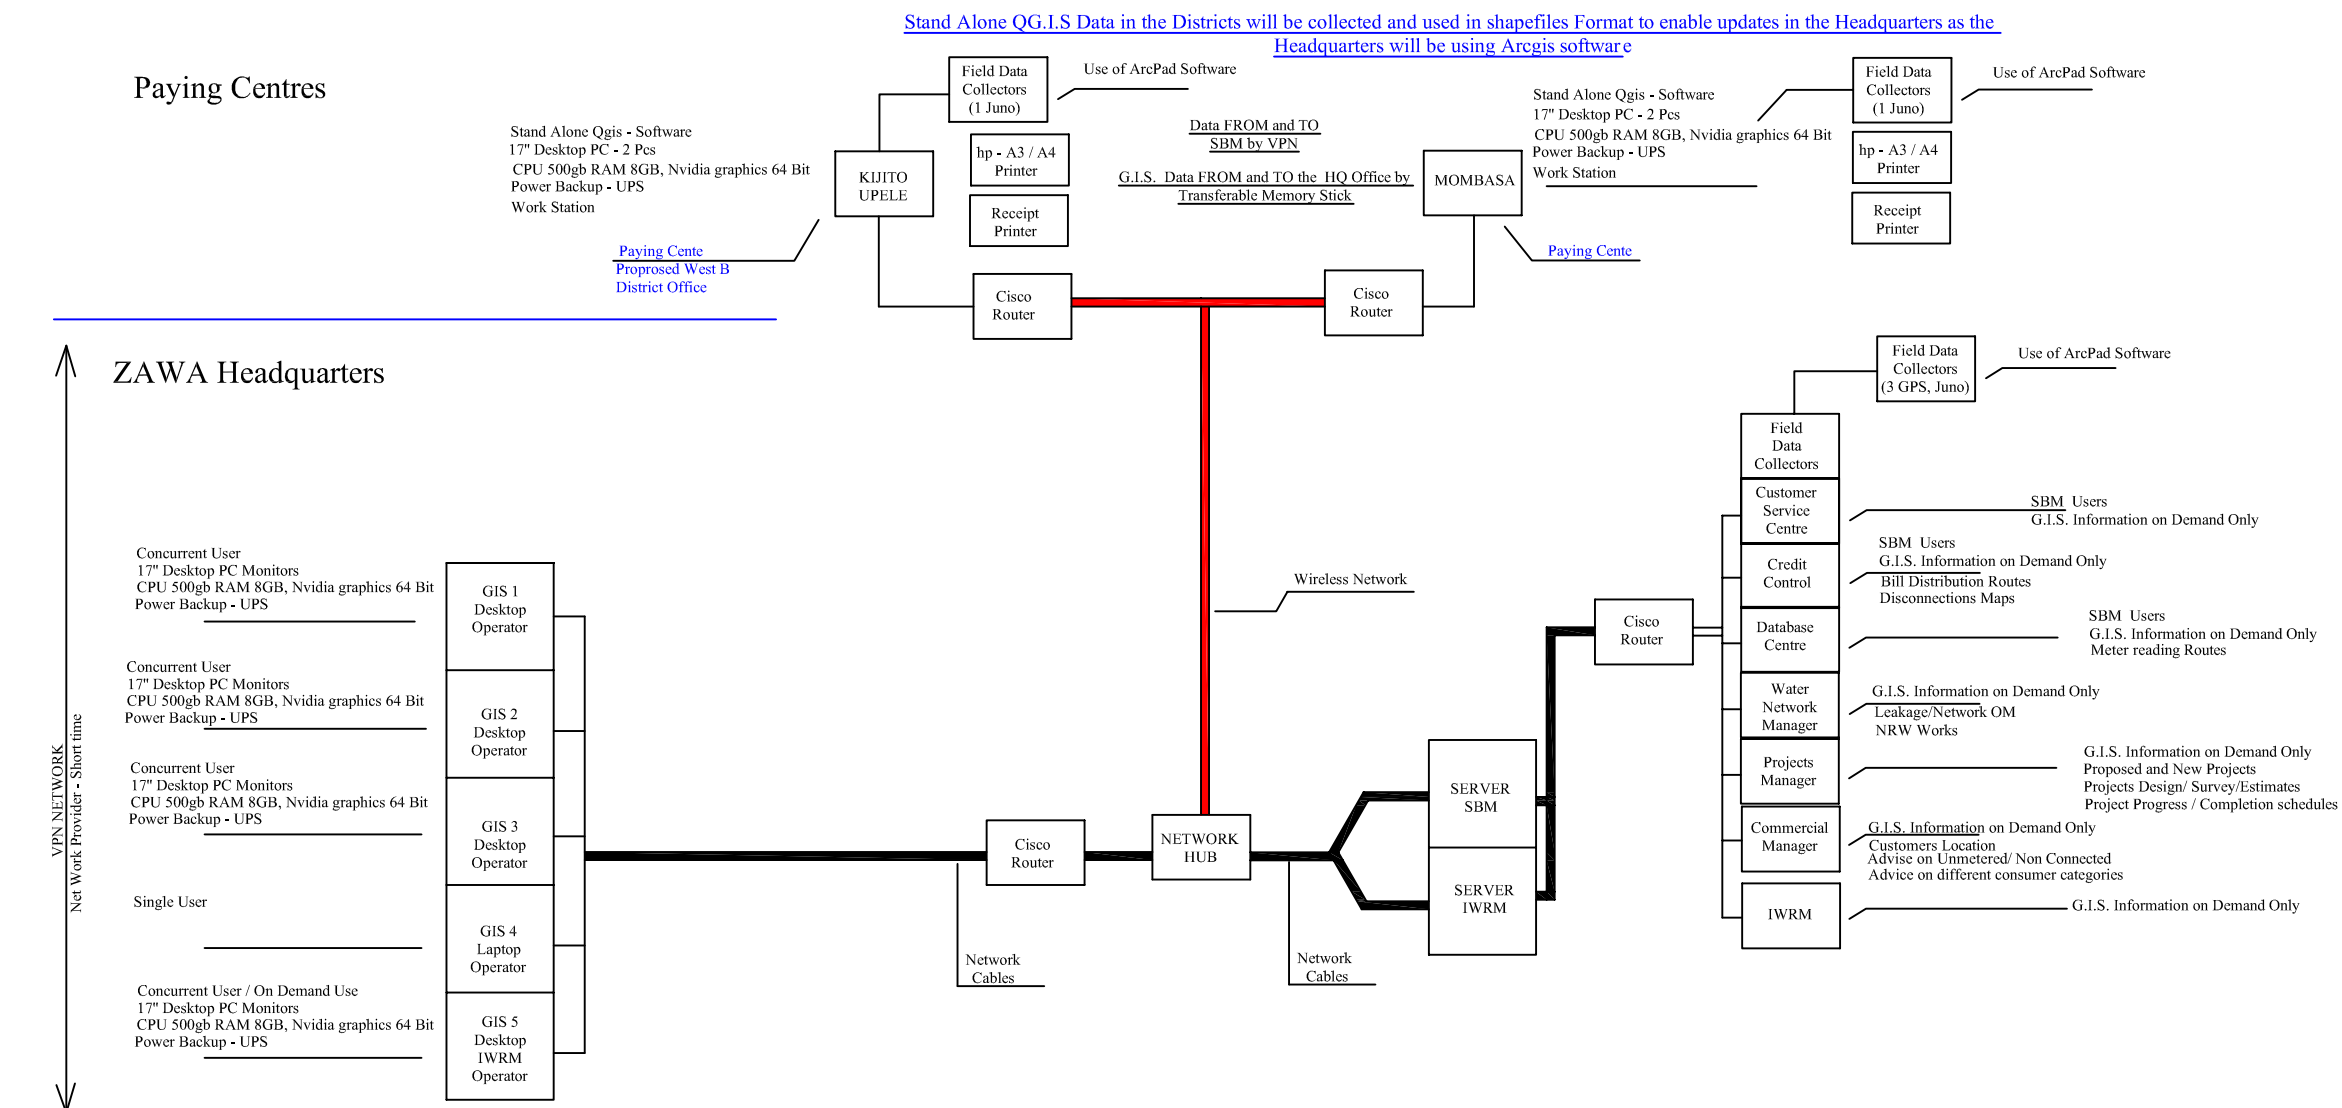 Stand Alone QG.I.S Data in the Districts will be collected and used in shapefiles Format to enable updates in the Headquarters as the
Headquarters will be using Arcgis software
Paying Centres
Stand Alone Qgis - Software
17" Desktop PC - 2 Pcs
CPU 500gb RAM 8GB, Nvidia graphics 64 Bit
Power Backup - UPS
Work Station
Paying Cente
Proprosed West B
District Office
KIJITO
UPELE
Field Data
Collectors
(1 Juno)
Use of ArcPad Software
hp - A3 / A4
Printer
Receipt
Printer
Data FROM and TO
SBM by VPN
G.I.S. Data FROM and TO the HQ Office by
Transferable Memory Stick
MOMBASA
Stand Alone Qgis - Software
17" Desktop PC - 2 Pcs
CPU 500gb RAM 8GB, Nvidia graphics 64 Bit
Power Backup - UPS
Work Station
Paying Cente
Field Data
Collectors
(1 Juno)
Use of ArcPad Software
hp - A3 / A4
Printer
Receipt
Printer
Cisco
Router
Cisco
Router
ZAWA Headquarters
VPN NETWORK
Net Work Provider - Short time
Concurrent User
17" Desktop PC Monitors
CPU 500gb RAM 8GB, Nvidia graphics 64 Bit
Power Backup - UPS
GIS 1
Desktop
Operator
Concurrent User
17" Desktop PC Monitors
CPU 500gb RAM 8GB, Nvidia graphics 64 Bit
Power Backup - UPS
GIS 2
Desktop
Operator
Concurrent User
17" Desktop PC Monitors
CPU 500gb RAM 8GB, Nvidia graphics 64 Bit
Power Backup - UPS
GIS 3
Desktop
Operator
Single User
GIS 4
Laptop
Operator
Concurrent User / On Demand Use
17" Desktop PC Monitors
CPU 500gb RAM 8GB, Nvidia graphics 64 Bit
Power Backup - UPS
GIS 5
Desktop
IWRM
Operator
Network
Cables
Cisco
Router
NETWORK
HUB
Wireless Network
Network
Cables
SERVER
SBM
SERVER
IWRM
Cisco
Router
Field Data
Collectors
(3 GPS, Juno)
Use of ArcPad Software
Field
Data
Collectors
Customer
Service
Centre
SBM Users
G.I.S. Information on Demand Only
Credit
Control
SBM Users
G.I.S. Information on Demand Only
Bill Distribution Routes
Disconnections Maps
Database
Centre
SBM Users
G.I.S. Information on Demand Only
Meter reading Routes
Water
Network
Manager
G.I.S. Information on Demand Only
Leakage/Network OM
NRW Works
Projects
Manager
G.I.S. Information on Demand Only
Proposed and New Projects
Projects Design/ Survey/Estimates
Project Progress / Completion schedules
Commercial
Manager
G.I.S. Information on Demand Only
Customers Location
Advise on Unmetered/ Non Connected
Advice on different consumer categories
IWRM
G.I.S. Information on Demand Only